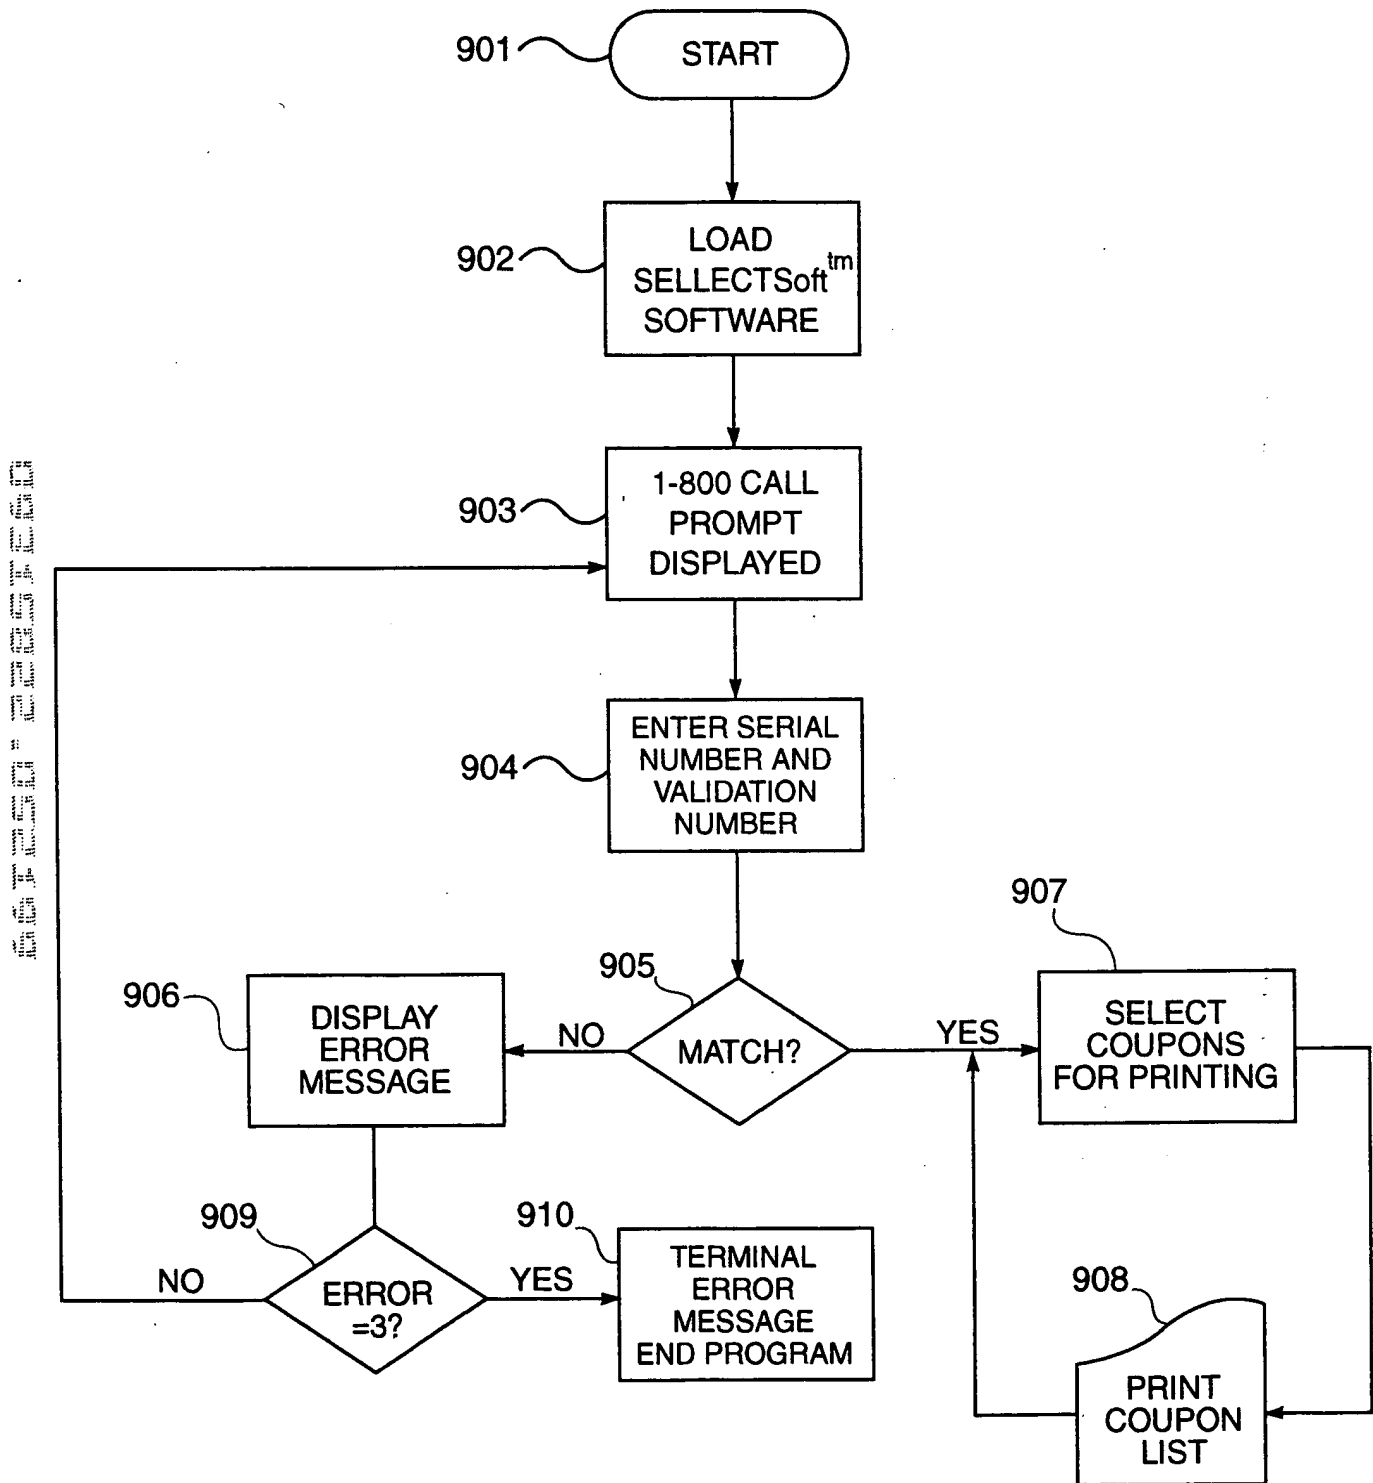 901
START
902
LOAD
SELLECTSoft™
SOFTWARE
903
1-800 CALL
PROMPT
DISPLAYED
904
ENTER SERIAL
NUMBER AND
VALIDATION
NUMBER
905
MATCH?
NO
YES
906
DISPLAY
ERROR
MESSAGE
907
SELECT
COUPONS
FOR PRINTING
909
ERROR
=3?
NO
YES
910
TERMINAL
ERROR
MESSAGE
END PROGRAM
908
PRINT
COUPON
LIST